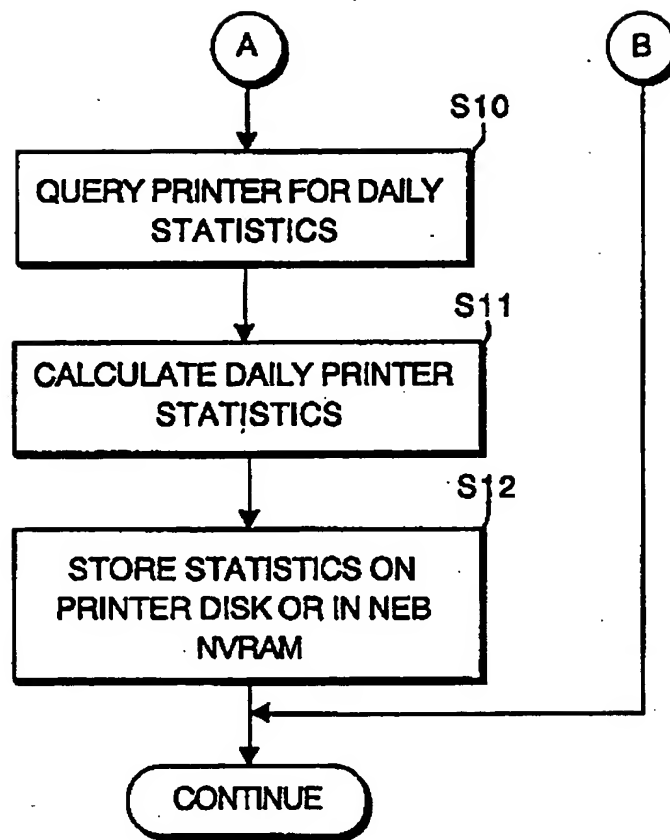 A
B
S10
QUERY PRINTER FOR DAILY
STATISTICS
S11
CALCULATE DAILY PRINTER
STATISTICS
S12
STORE STATISTICS ON
PRINTER DISK OR IN NEB
NVRAM
CONTINUE